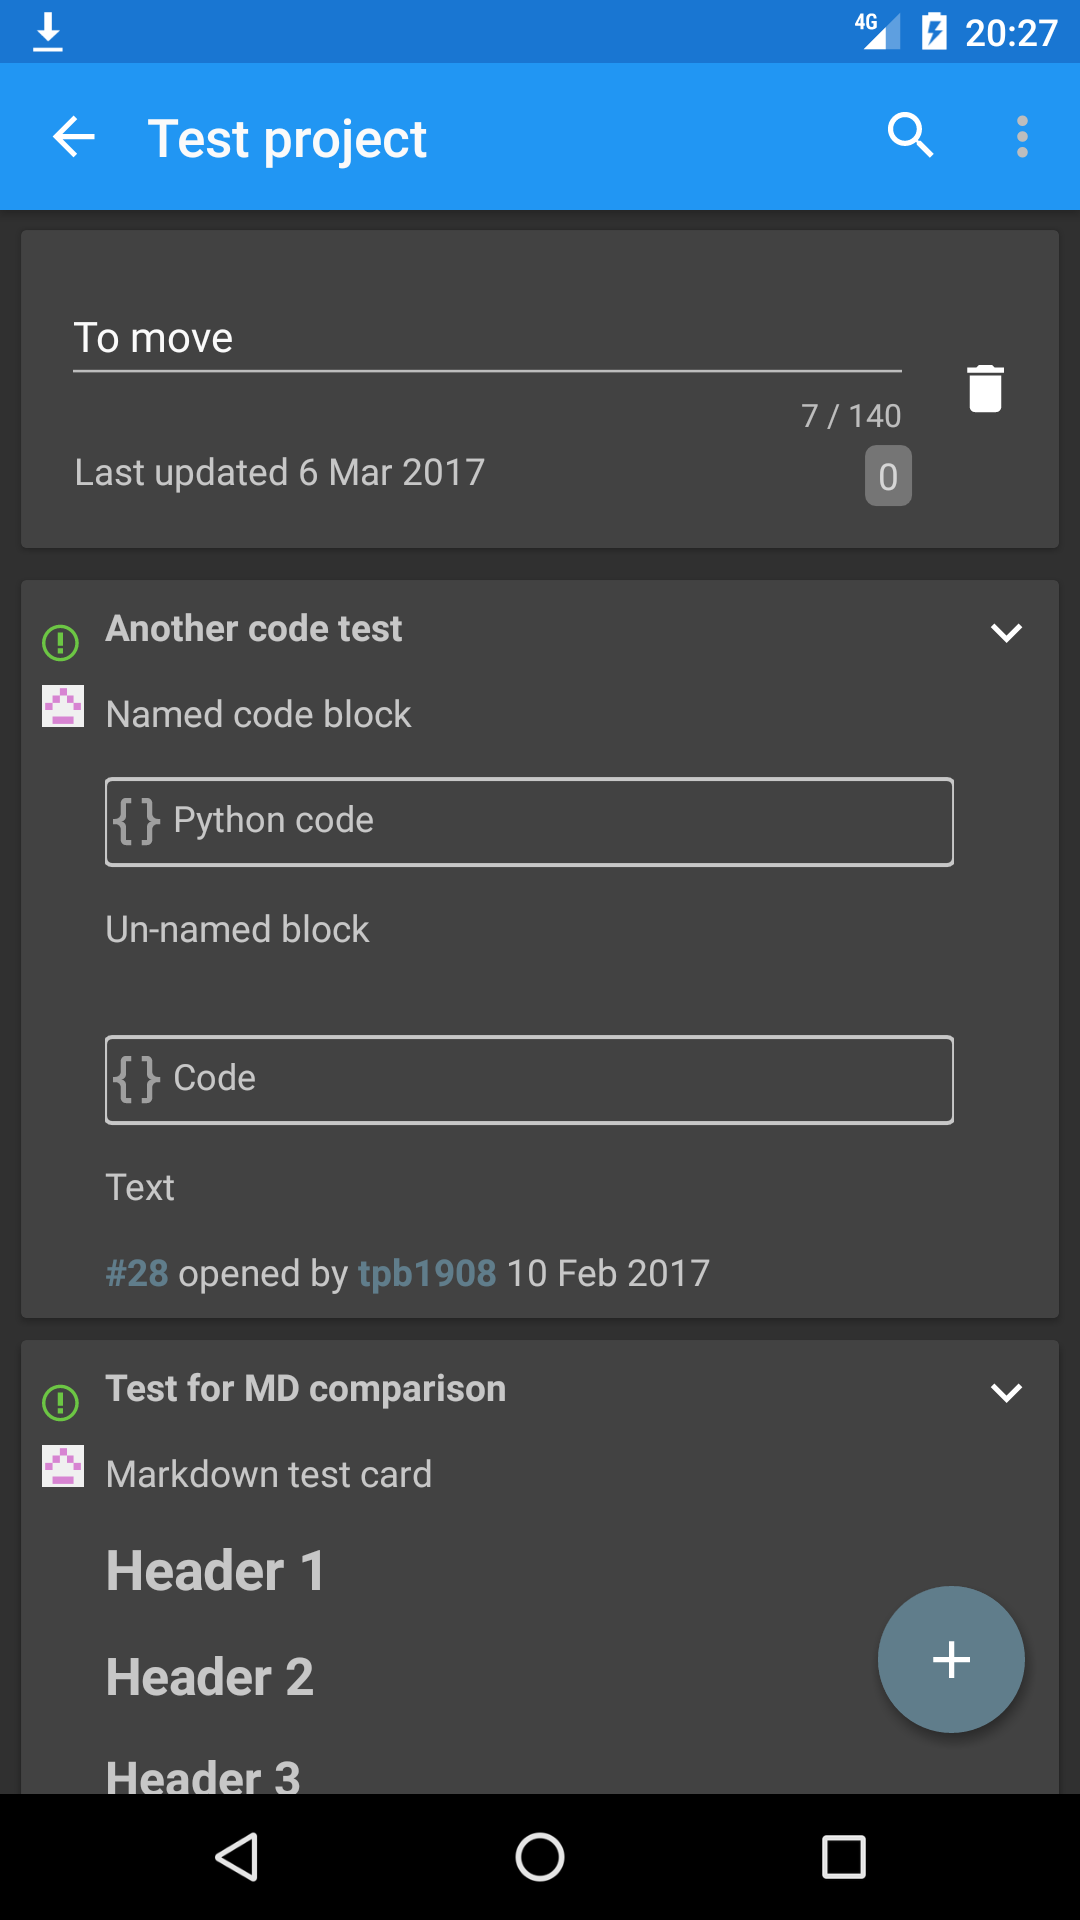 4G 20:27
Test project
To move
7 / 140
Last updated 6 Mar 2017
0
Another code test
Named code block
{} Python code
Un-named block
{} Code
Text
#28 opened by tpb1908 10 Feb 2017
Test for MD comparison
Markdown test card
Header 1
Header 2
Header 3